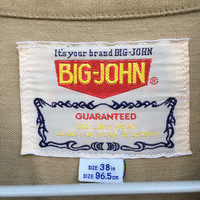 It's your brand BIG-JOHN
BIG-JOHN®
GUARANTEED
SIZE 38in
SIZE 96.5cm